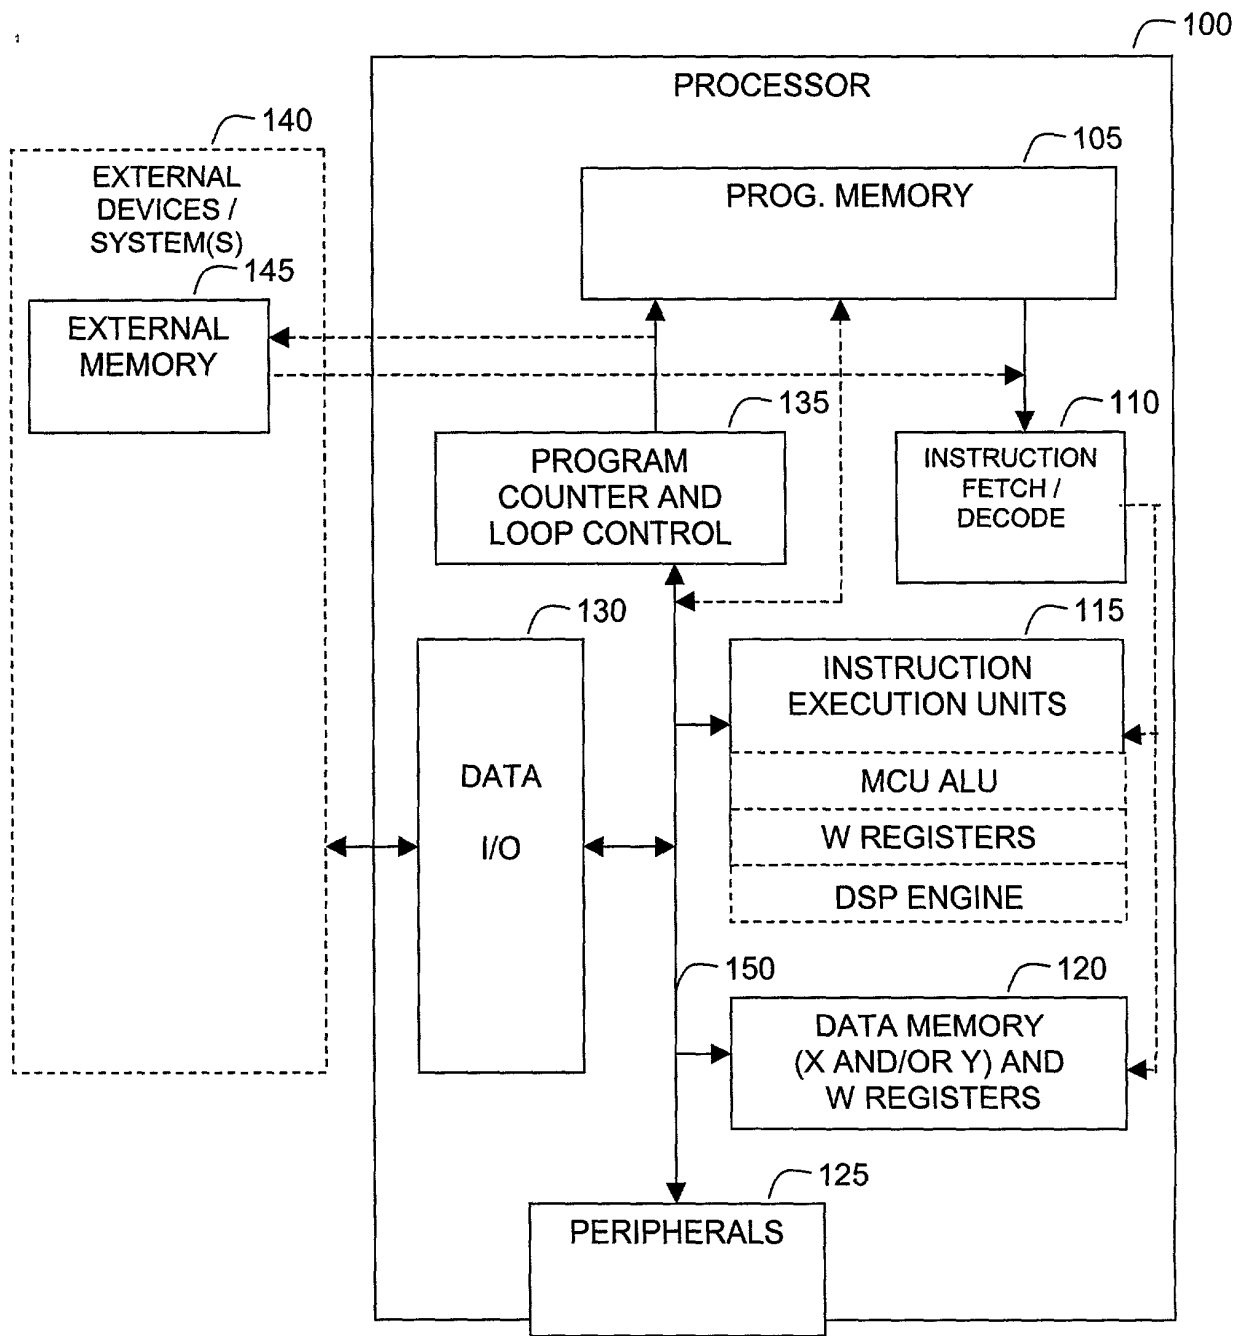 100
PROCESSOR
140
EXTERNAL
DEVICES /
SYSTEM(S)
105
PROG. MEMORY
145
EXTERNAL
MEMORY
135
PROGRAM
COUNTER AND
LOOP CONTROL
110
INSTRUCTION
FETCH /
DECODE
130
DATA
I/O
115
INSTRUCTION
EXECUTION UNITS
MCU ALU
W REGISTERS
DSP ENGINE
150
120
DATA MEMORY
(X AND/OR Y) AND
W REGISTERS
125
PERIPHERALS